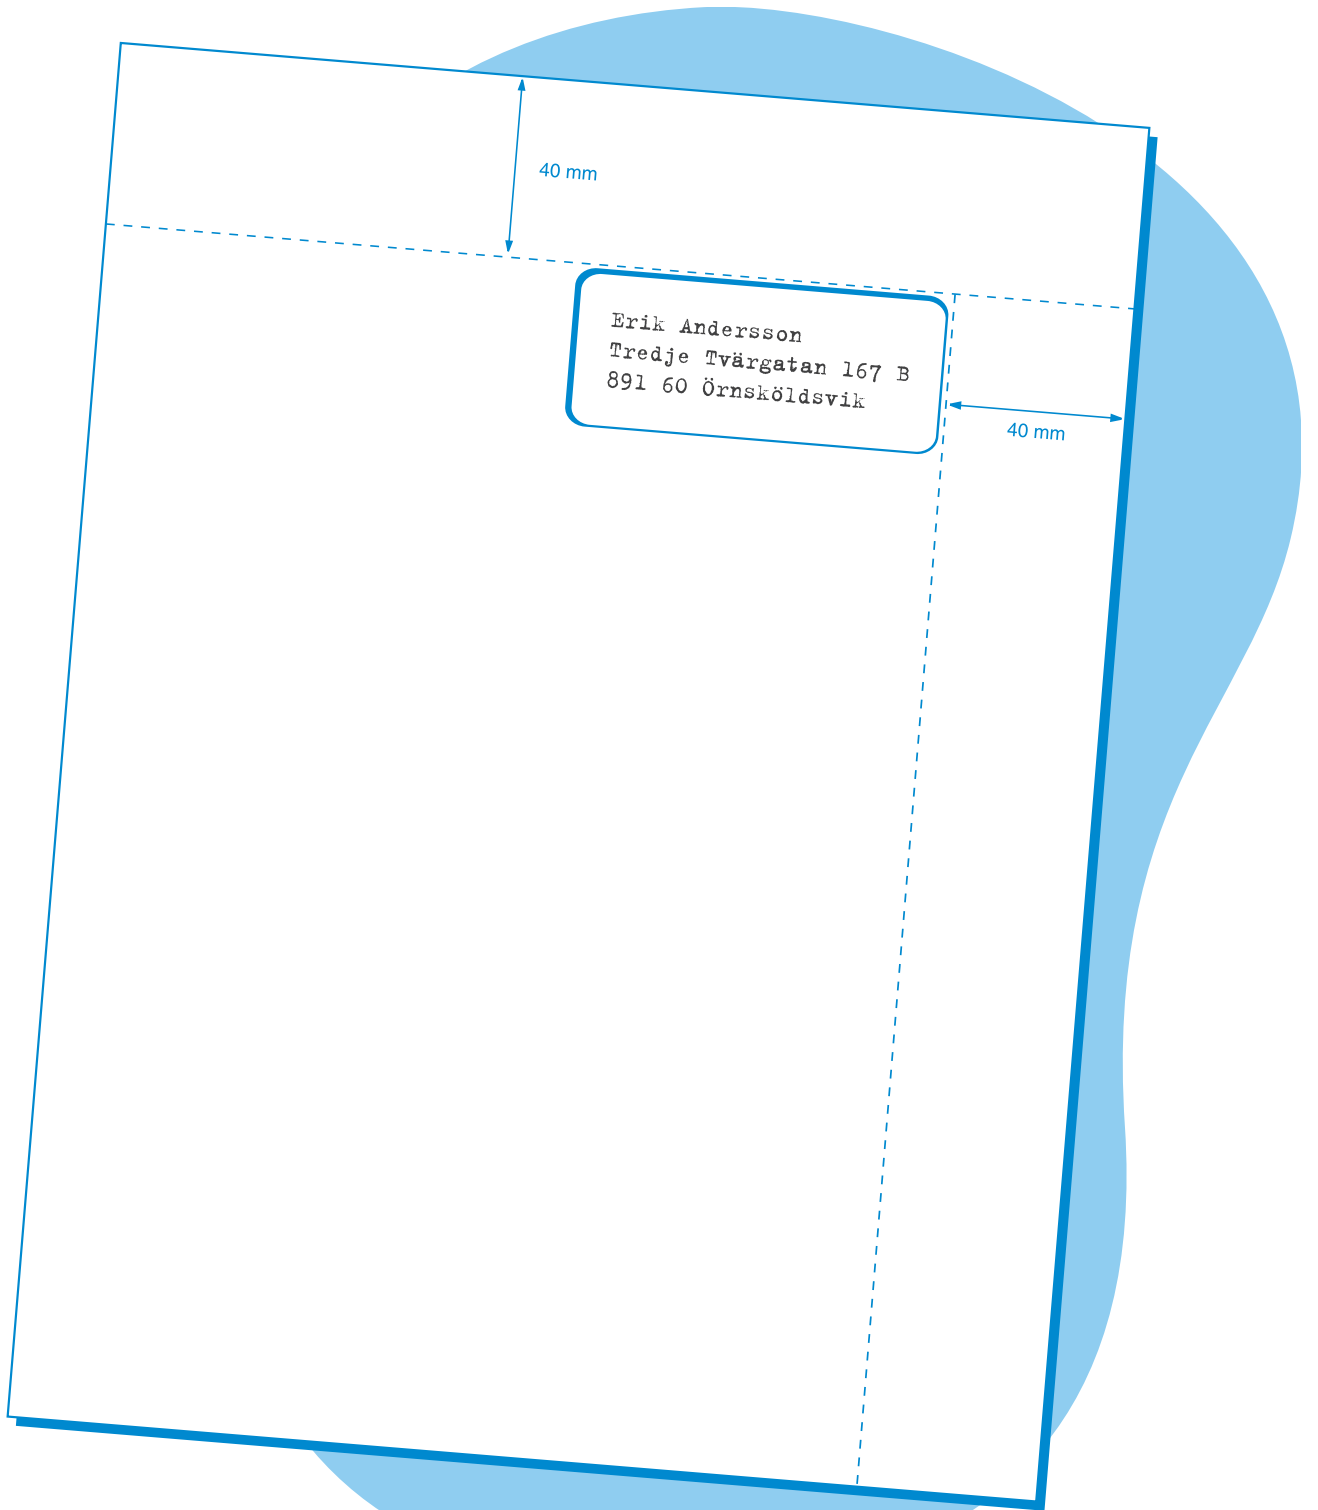 40 mm
Erik Andersson
Tredje Tvärgatan 167 B
891 60 Örnsköldsvik
40 mm